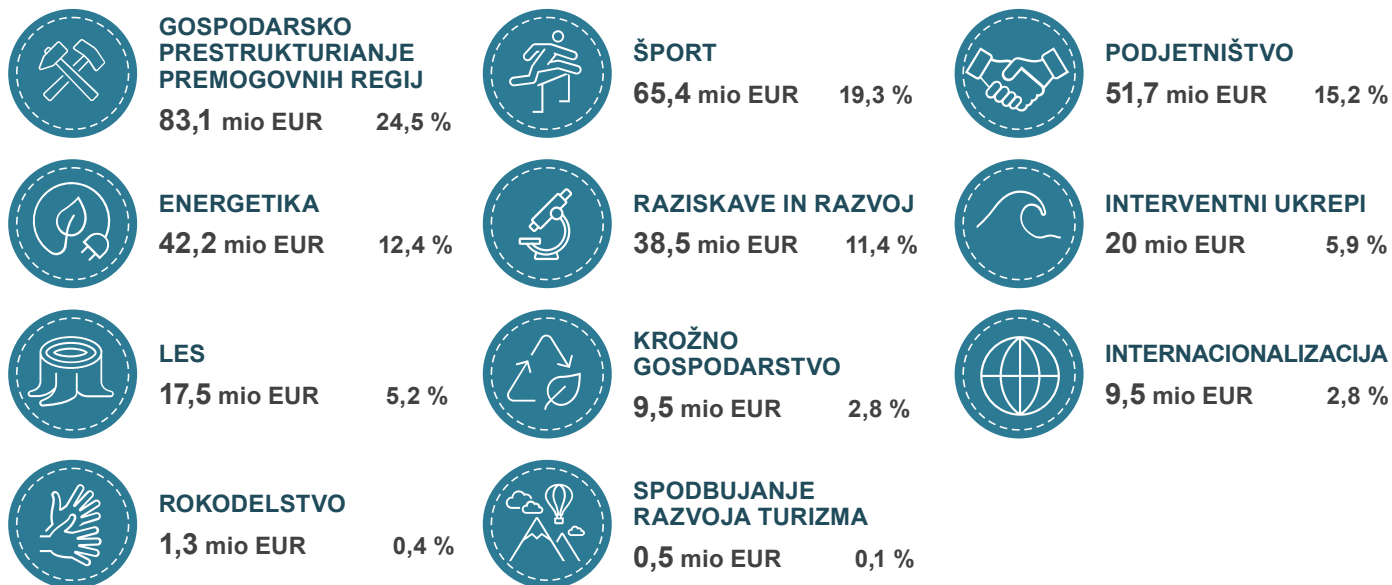 GOSPODARSKO
PRESTRUKTURIANJE
PREMOGOVNIH REGIJ
83,1 mio EUR 24,5 %
ŠPORT
65,4 mio EUR 19,3 %
PODJETNIŠTVO
51,7 mio EUR 15,2 %
ENERGETIKA
42,2 mio EUR 12,4 %
RAZISKAVE IN RAZVOJ
38,5 mio EUR 11,4 %
INTERVENTNI UKREPI
20 mio EUR 5,9 %
LES
17,5 mio EUR 5,2 %
KROŽNO
GOSPODARSTVO
9,5 mio EUR 2,8 %
INTERNACIONALIZACIJA
9,5 mio EUR 2,8 %
ROKODELSTVO
1,3 mio EUR 0,4 %
SPODBUJANJE
RAZVOJA TURIZMA
0,5 mio EUR 0,1 %